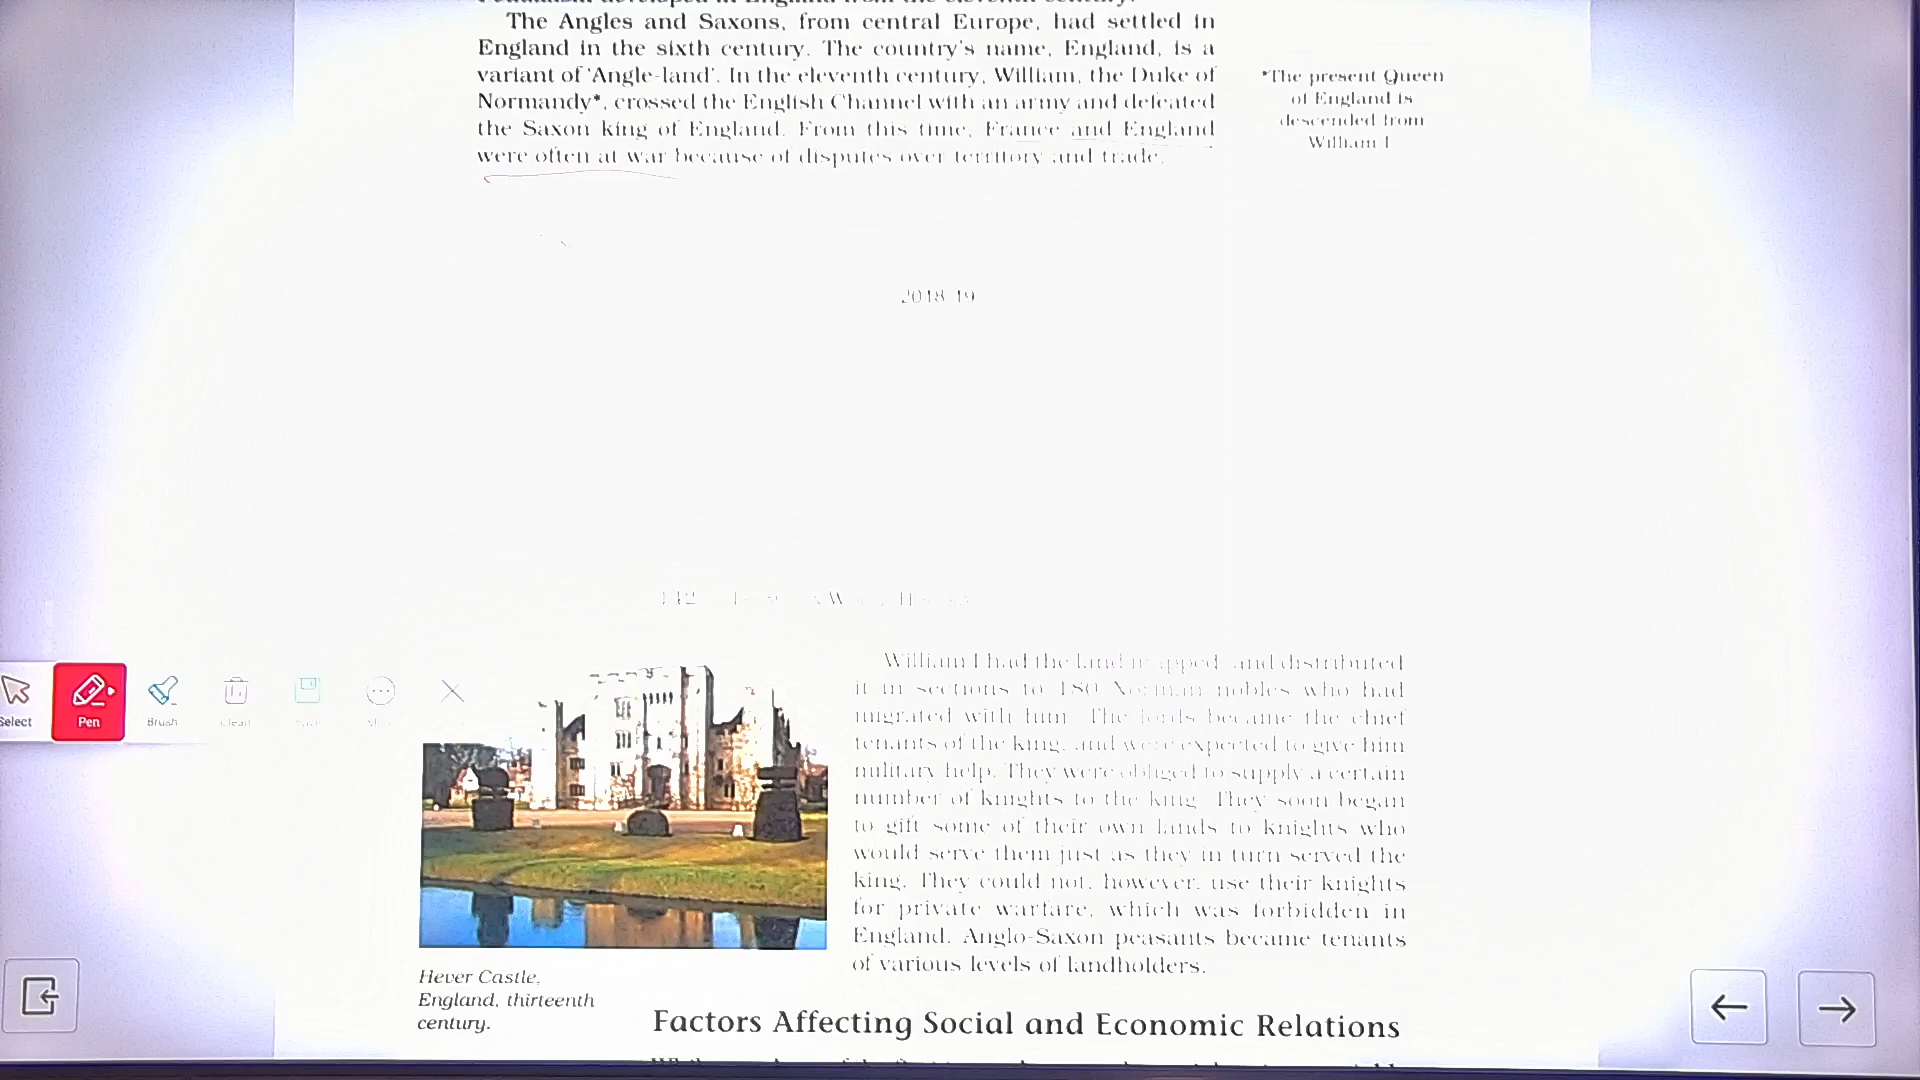 The Angles and Saxons, from central Europe, had settled in
England in the sixth century. The country's name, England, is a
variant of 'Angle-land'. In the eleventh century, William, the Duke of
Normandy*, crossed the English Channel with an army and defeated
the Saxon king of England. From this time, France and England
were often at war because of disputes over territory and trade.
*The present Queen
of England is
descended from
William I
2018-19
142
William I had the land mapped, and distributed
it in sections to 180 Norman nobles who had
migrated with him. The lords became the chief
tenants of the king, and were expected to give him
military help. They were obliged to supply a certain
number of knights to the king. They soon began
to gift some of their own lands to knights who
would serve them just as they in turn served the
king. They could not, however, use their knights
for private warfare, which was forbidden in
England. Anglo-Saxon peasants became tenants
of various levels of landholders.
Select
Pen
Brush
Clean
Hever Castle,
England, thirteenth
century.
Factors Affecting Social and Economic Relations